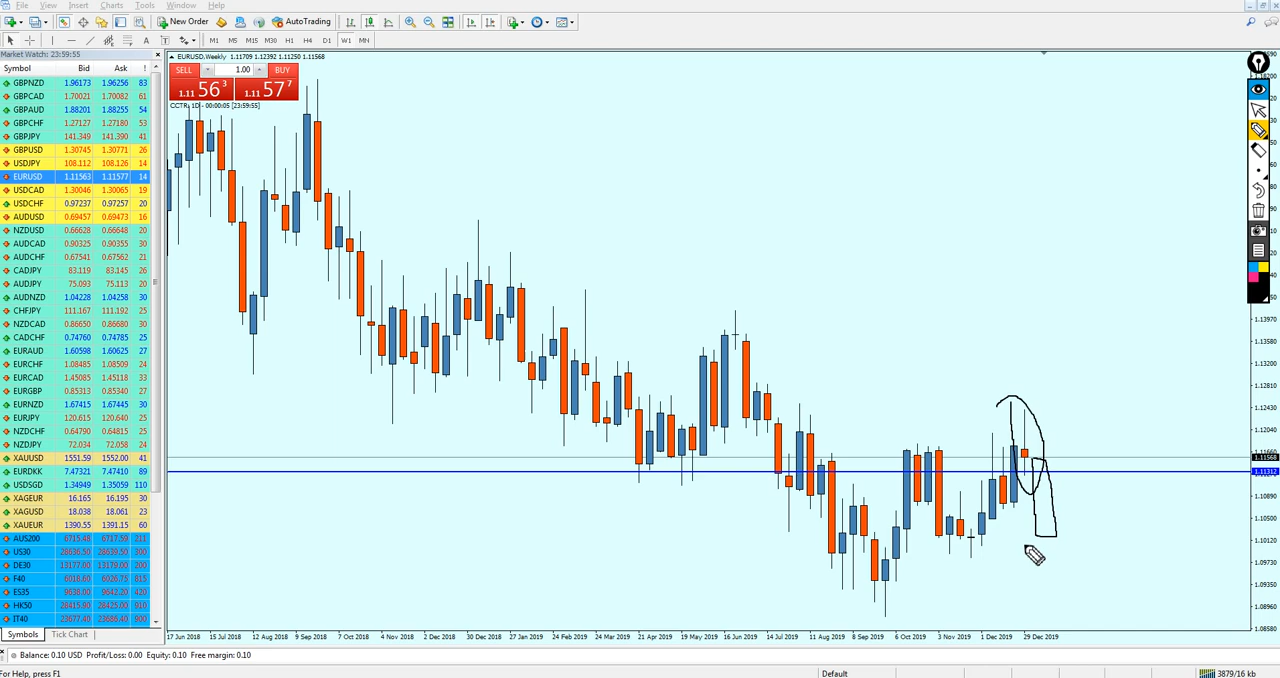 File View Insert Charts Tools Window Help
New Order AutoTrading
M1 M5 M15 M30 H1 H4 D1 W1 MN
Market Watch: 23:59:55
Symbol Bid Ask !
GBPNZD 1.96173 1.96256 83
GBPCAD 1.70021 1.70082 61
GBPAUD 1.88201 1.88255 54
GBPCHF 1.27127 1.27180 53
GBPJPY 141.349 141.390 41
GBPUSD 1.30745 1.30771 26
USDJPY 108.112 108.126 14
EURUSD 1.11563 1.11577 14
USDCAD 1.30046 1.30065 19
USDCHF 0.97237 0.97257 20
AUDUSD 0.69457 0.69473 16
NZDUSD 0.66628 0.66648 20
AUDCAD 0.90325 0.90355 30
AUDCHF 0.67541 0.67562 21
CADJPY 83.119 83.145 26
AUDJPY 75.093 75.113 20
AUDNZD 1.04228 1.04258 30
CHFJPY 111.167 111.192 25
NZDCAD 0.86650 0.86680 30
CADCHF 0.74760 0.74785 25
EURAUD 1.60598 1.60625 27
EURCHF 1.08485 1.08509 24
EURCAD 1.45085 1.45118 33
EURGBP 0.85313 0.85340 27
EURNZD 1.67415 1.67445 30
EURJPY 120.615 120.640 25
NZDCHF 0.64790 0.64815 25
NZDJPY 72.034 72.058 24
XAUUSD 1551.59 1552.00 41
EURDKK 7.47321 7.47410 89
USDSGD 1.34949 1.35059 110
XAGEUR 16.165 16.195 30
XAGUSD 18.038 18.061 23
XAUEUR 1390.55 1391.15 60
AUS200 6715.48 6717.59 211
US30 28636.50 28639.50 300
DE30 13177.00 13179.00 200
F40 6018.60 6026.75 815
ES35 9638.00 9642.20 420
HK50 28415.90 28425.00 910
IT40 23677.40 23686.40 900
Symbols Tick Chart
EURUSD,Weekly 1.11709 1.12392 1.11250 1.11568
SELL 1.00 BUY
1.11 56 3 1.11 57 7
CCTR, 1D - 00:00:05 [23:59:55]
1.13970
1.13580
1.13200
1.12810
1.12430
1.12040
1.11568
1.11312
1.10890
1.10500
1.10120
1.09730
1.09350
1.08960
1.08580
17 Jun 2018 15 Jul 2018 12 Aug 2018 9 Sep 2018 7 Oct 2018 4 Nov 2018 2 Dec 2018 30 Dec 2018 27 Jan 2019 24 Feb 2019 24 Mar 2019 21 Apr 2019 19 May 2019 16 Jun 2019 14 Jul 2019 11 Aug 2019 8 Sep 2019 6 Oct 2019 3 Nov 2019 1 Dec 2019 29 Dec 2019
Balance: 0.10 USD Profit/Loss: 0.00 Equity: 0.10 Free margin: 0.10
For Help, press F1 Default 3879/16 kb